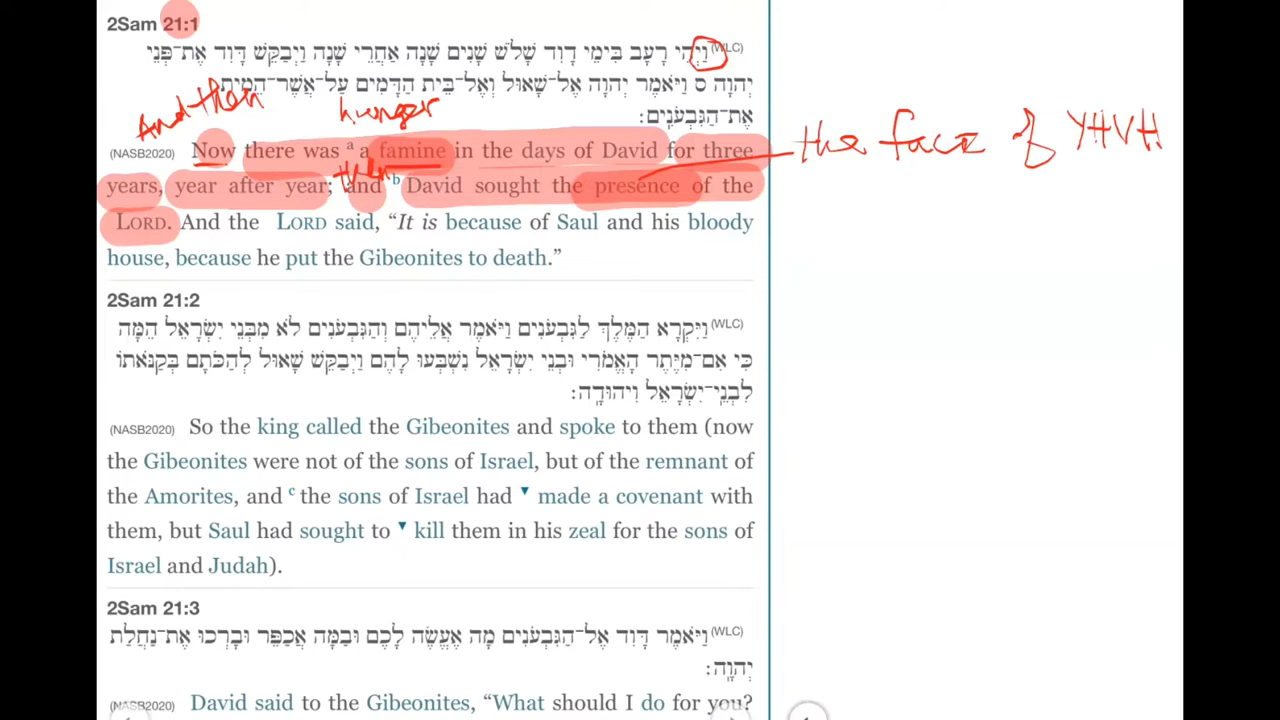 2Sam 21:1
וַיְהִי רָעָב בִּימֵי דָוִד שָׁלֹשׁ שָׁנִים שָׁנָה אַחֲרֵי שָׁנָה וַיְבַקֵּשׁ דָּוִד אֶת־פְּנֵי (WLC)
יְהוָה ס וַיֹּאמֶר יְהוָה אֶל־שָׁאוּל וְאֶל־בֵּית הַדָּמִים עַל־אֲשֶׁר־הֵמִית
And then hunger
אֶת־הַגִּבְעֹנִים׃
(NASB2020) Now there was a a famine in the days of David for three
the face of YHVH
then
years, year after year; and b David sought the presence of the
LORD. And the LORD said, “It is because of Saul and his bloody
house, because he put the Gibeonites to death.”
2Sam 21:2
וַיִּקְרָא הַמֶּלֶךְ לַגִּבְעֹנִים וַיֹּאמֶר אֲלֵיהֶם וְהַגִּבְעֹנִים לֹא מִבְּנֵי יִשְׂרָאֵל הֵמָּה (WLC)
כִּי אִם־מִיֶּתֶר הָאֱמֹרִי וּבְנֵי יִשְׂרָאֵל נִשְׁבְּעוּ לָהֶם וַיְבַקֵּשׁ שָׁאוּל לְהַכֹּתָם בְּקַנֹּאתוֹ
לִבְנֵי־יִשְׂרָאֵל וִיהוּדָה׃
(NASB2020) So the king called the Gibeonites and spoke to them (now
the Gibeonites were not of the sons of Israel, but of the remnant of
the Amorites, and c the sons of Israel had ▼ made a covenant with
them, but Saul had sought to ▼ kill them in his zeal for the sons of
Israel and Judah).
2Sam 21:3
וַיֹּאמֶר דָּוִד אֶל־הַגִּבְעֹנִים מָה אֶעֱשֶׂה לָכֶם וּבַמָּה אֲכַפֵּר וּבָרְכוּ אֶת־נַחֲלַת (WLC)
יְהוָה׃
(NASB2020) David said to the Gibeonites, “What should I do for you?